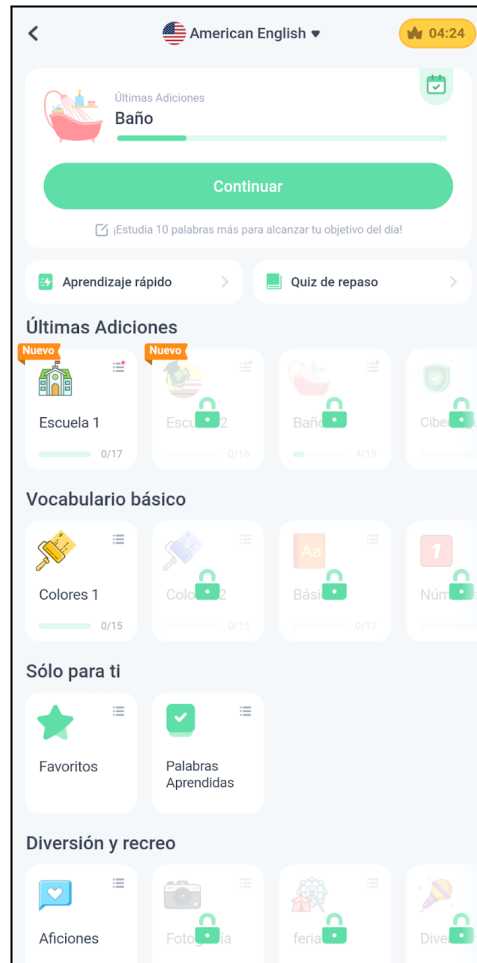 American English ▾
04:24
Últimas Adiciones
Baño
Continuar
¡Estudia 10 palabras más para alcanzar tu objetivo del día!
Aprendizaje rápido
Quiz de repaso
Últimas Adiciones
Nuevo
Nuevo
Escuela 1
0/17
0/16
4/19
Vocabulario básico
Aa
1
Colores 1
0/15
0/15
0/17
Sólo para ti
Favoritos
Palabras
Aprendidas
Diversión y recreo
Aficiones
feria